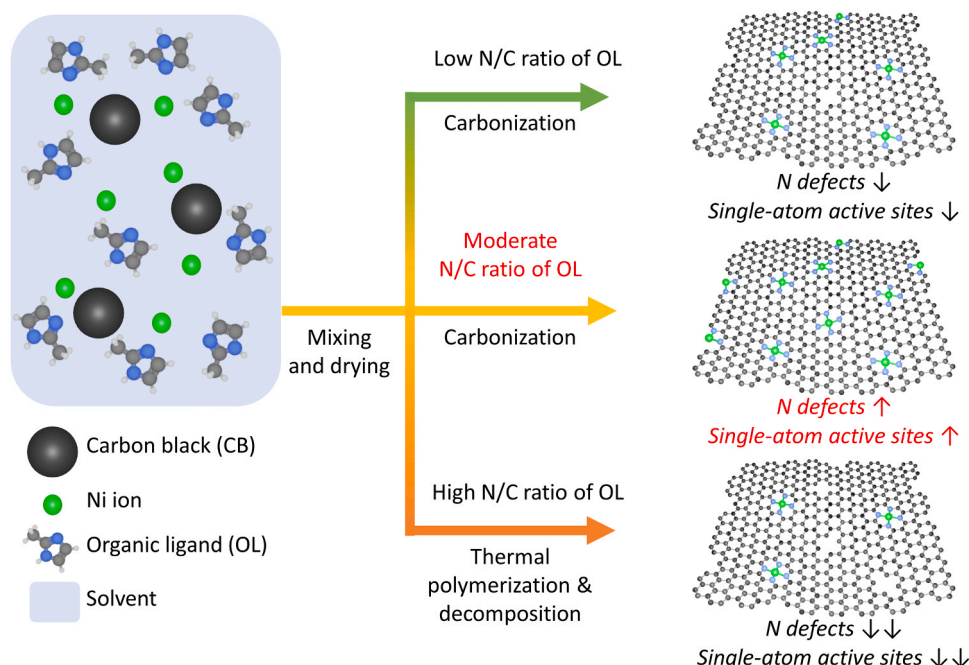 Low N/C ratio of OL
Carbonization
N defects ↓
Single-atom active sites ↓
Moderate
N/C ratio of OL
Mixing
and drying
Carbonization
N defects ↑
Single-atom active sites ↑
Carbon black (CB)
Ni ion
Organic ligand (OL)
Solvent
High N/C ratio of OL
Thermal
polymerization &
decomposition
N defects ↓↓
Single-atom active sites ↓↓